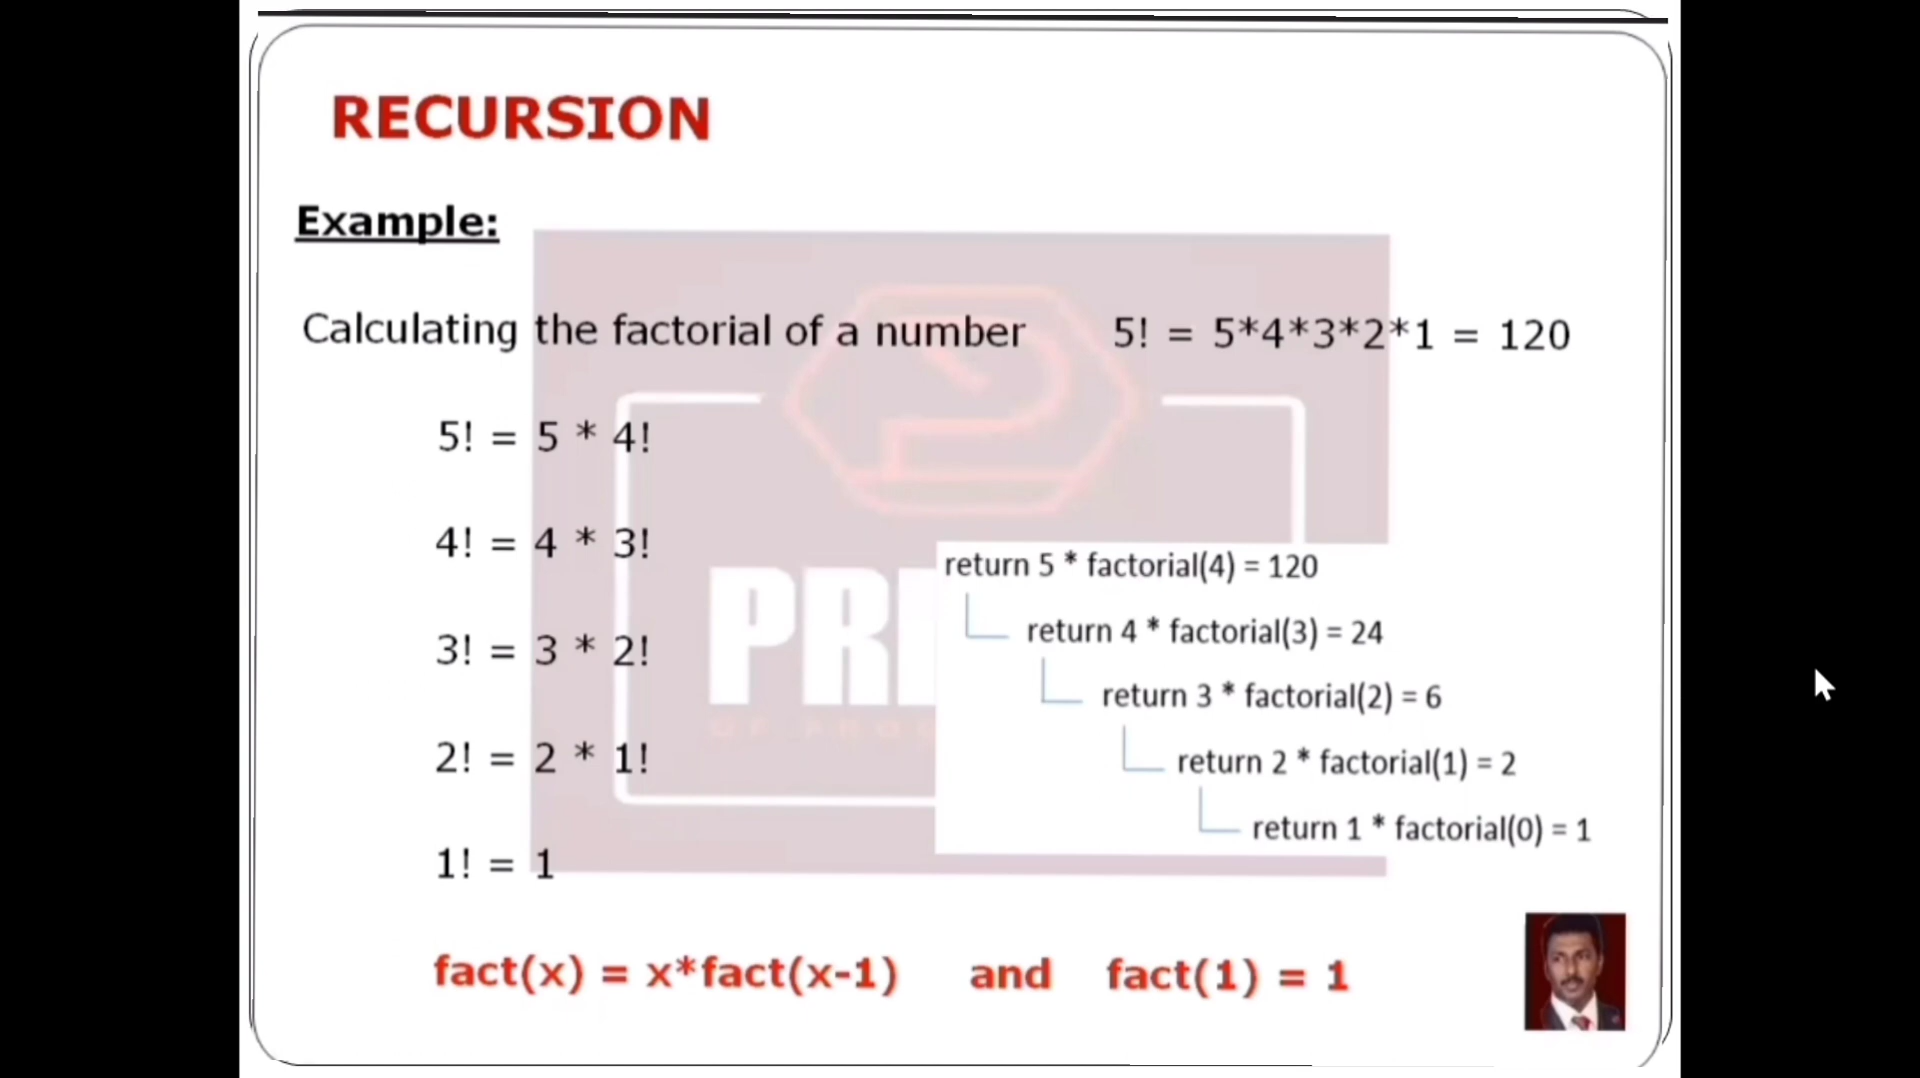 RECURSION
Example:
Calculating the factorial of a number 5! = 5*4*3*2*1 = 120
5! = 5 * 4!
4! = 4 * 3!
3! = 3 * 2!
2! = 2 * 1!
1! = 1
return 5 * factorial(4) = 120
return 4 * factorial(3) = 24
return 3 * factorial(2) = 6
return 2 * factorial(1) = 2
return 1 * factorial(0) = 1
fact(x) = x*fact(x-1) and fact(1) = 1